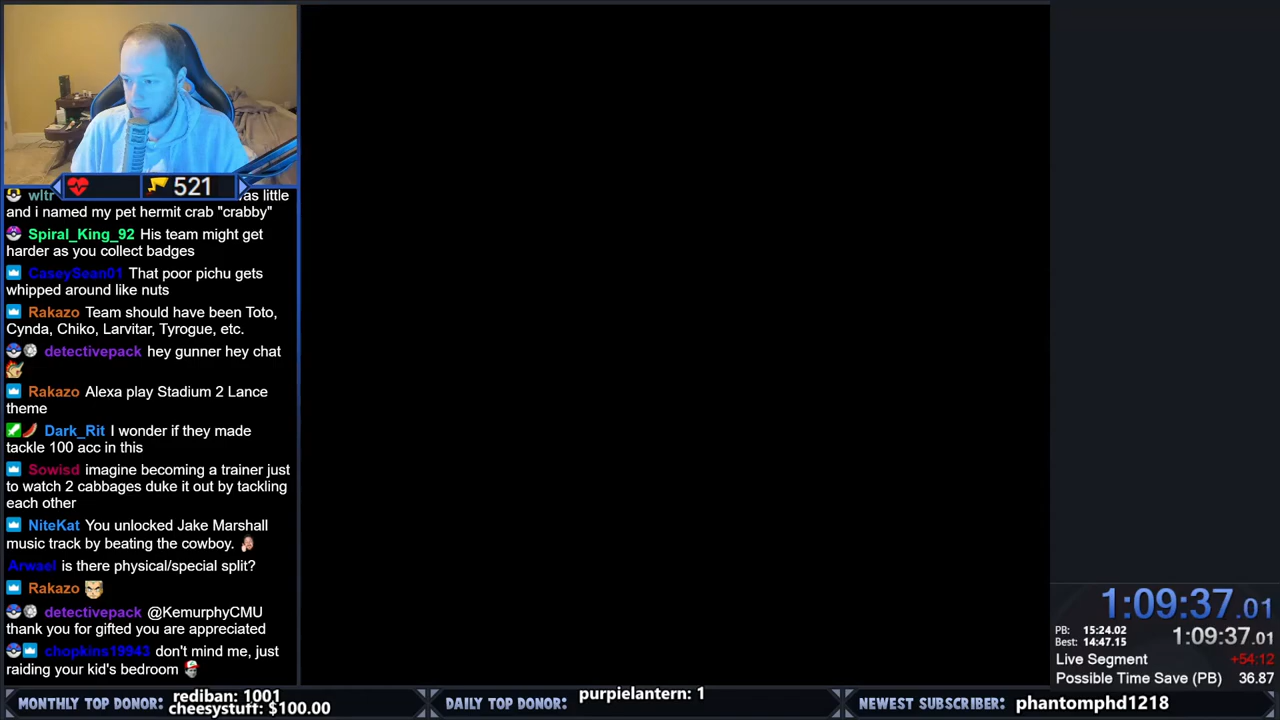 521
wltr as little
and i named my pet hermit crab "crabby"
Spiral_King_92 His team might get
harder as you collect badges
CaseySean01 That poor pichu gets
whipped around like nuts
Rakazo Team should have been Toto,
Cynda, Chiko, Larvitar, Tyrogue, etc.
detectivepack hey gunner hey chat
Rakazo Alexa play Stadium 2 Lance
theme
Dark_Rit I wonder if they made
tackle 100 acc in this
Sowisd imagine becoming a trainer just
to watch 2 cabbages duke it out by tackling
each other
NiteKat You unlocked Jake Marshall
music track by beating the cowboy.
Arwael is there physical/special split?
Rakazo
detectivepack @KemurphyCMU
thank you for gifted you are appreciated
chopkins19943 don't mind me, just
raiding your kid's bedroom
1:09:37.01
PB: 15:24.02
Best: 14:47.15
1:09:37.01
Live Segment +54:12
Possible Time Save (PB) 36.87
MONTHLY TOP DONOR: rediban: 1001
cheesystuff: $100.00
DAILY TOP DONOR: purpielantern: 1
NEWEST SUBSCRIBER: phantomphd1218